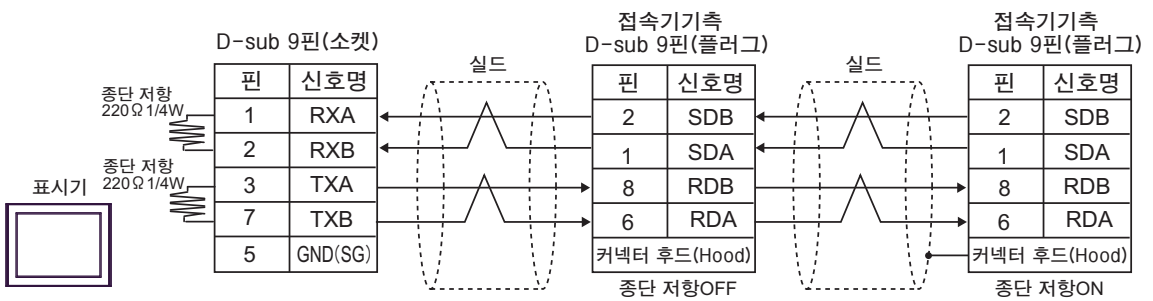 접속기기측
접속기기측
D-sub 9핀(소켓)
D-sub 9핀(플러그)
D-sub 9핀(플러그)
실드
실드
핀 신호명
핀 신호명
핀 신호명
종단 저항
220Ω1/4W
1 RXA
2 SDB
2 SDB
2 RXB
1 SDA
1 SDA
종단 저항
220Ω1/4W
표시기
3 TXA
8 RDB
8 RDB
7 TXB
6 RDA
6 RDA
5 GND(SG)
커넥터 후드(Hood)
커넥터 후드(Hood)
종단 저항OFF
종단 저항ON